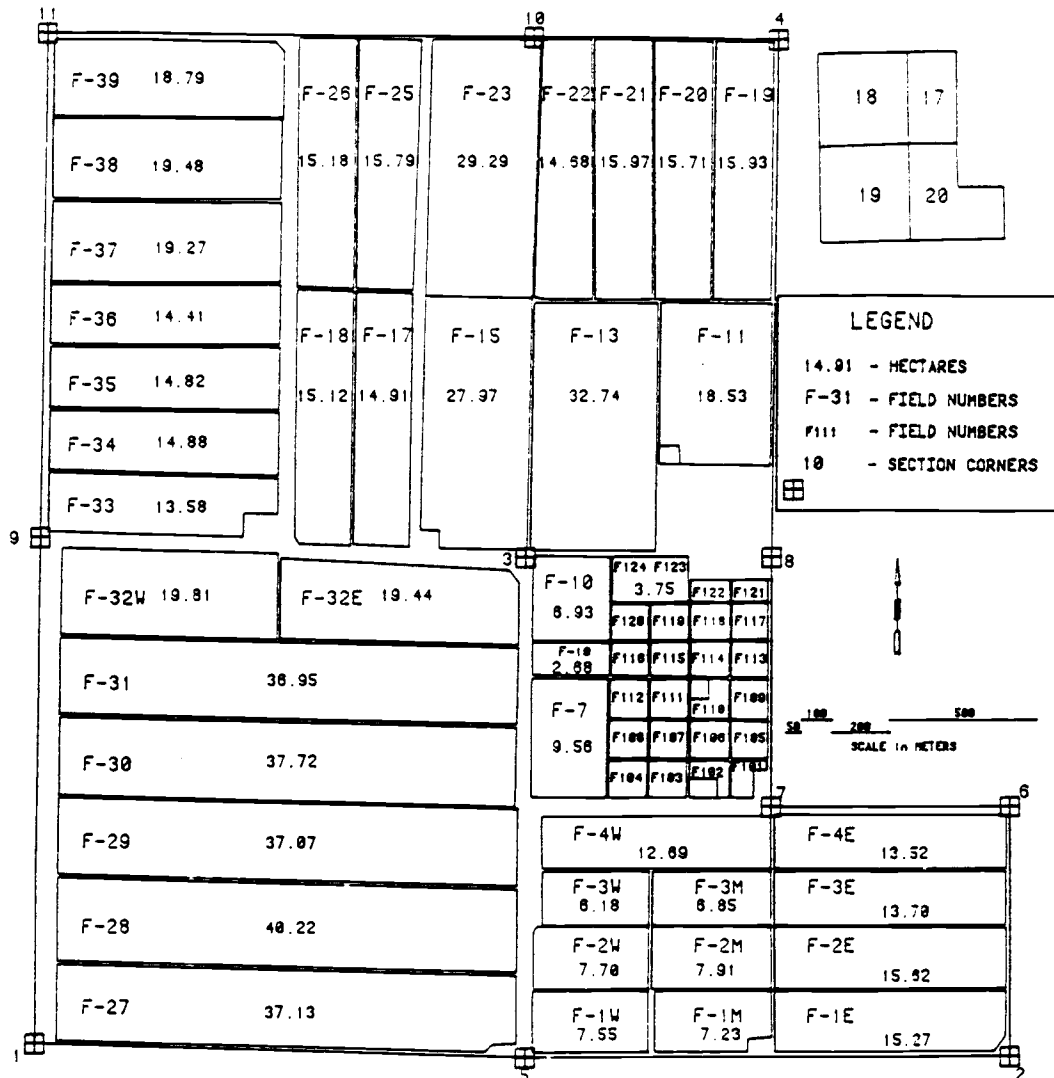 11 10 4
F-39 18.79
F-38 19.48
F-37 19.27
F-36 14.41
F-35 14.82
F-34 14.88
F-33 13.58
F-26 F-25 F-23 F-22 F-21 F-20 F-19
15.18 15.79 29.29 14.68 15.97 15.71 15.93
F-18 F-17 F-15 F-13 F-11
15.12 14.91 27.97 32.74 18.53
18 17
19 20
LEGEND
14.91 - HECTARES
F-31 - FIELD NUMBERS
F111 - FIELD NUMBERS
10 - SECTION CORNERS
9 3 8
F-32W 19.81 F-32E 19.44
F-31 36.95
F-30 37.72
F-29 37.07
F-28 40.22
F-27 37.13
F-10
6.93
2.68
F-7
9.56
F124 F123
3.75
F122 F121
F120 F119 F118 F117
F116 F115 F114 F113
F112 F111 F110 F109
F108 F107 F106 F105
F104 F103 F102 F101
100 500
50 200
SCALE in METERS
7 6
F-4W F-4E
12.69 13.52
F-3W F-3M F-3E
6.18 6.85 13.70
F-2W F-2M F-2E
7.70 7.91 15.62
F-1W F-1M F-1E
7.55 7.23 15.27
1 5 2